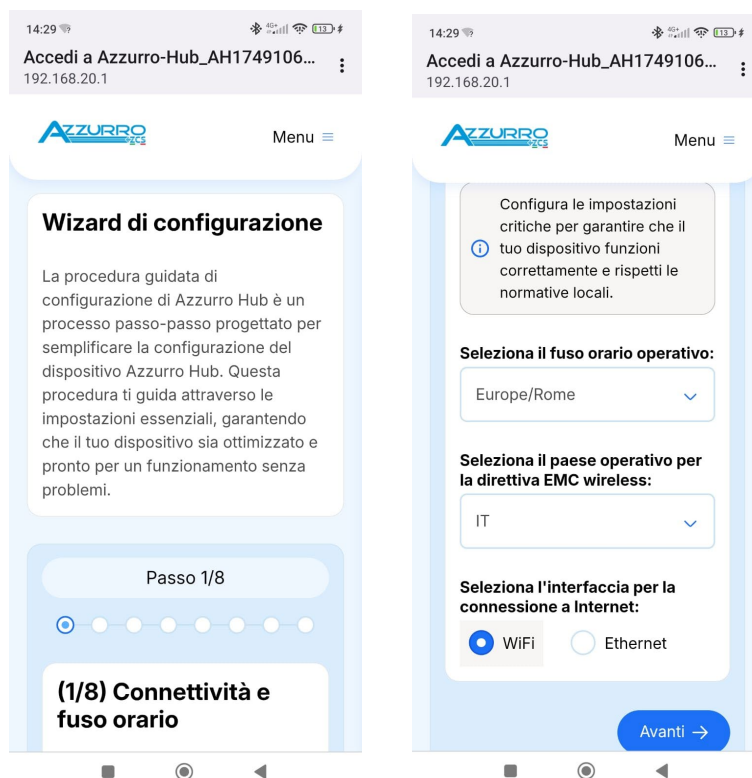 14:29
4G+
13
Accedi a Azzurro-Hub_AH1749106...
192.168.20.1
AZZURRO
ZCS
Menu
Wizard di configurazione
La procedura guidata di
configurazione di Azzurro Hub è un
processo passo-passo progettato per
semplificare la configurazione del
dispositivo Azzurro Hub. Questa
procedura ti guida attraverso le
impostazioni essenziali, garantendo
che il tuo dispositivo sia ottimizzato e
pronto per un funzionamento senza
problemi.
Passo 1/8
(1/8) Connettività e
fuso orario
14:29
4G+
13
Accedi a Azzurro-Hub_AH1749106...
192.168.20.1
AZZURRO
ZCS
Menu
Configura le impostazioni
critiche per garantire che il
tuo dispositivo funzioni
correttamente e rispetti le
normative locali.
Seleziona il fuso orario operativo:
Europe/Rome
Seleziona il paese operativo per
la direttiva EMC wireless:
IT
Seleziona l'interfaccia per la
connessione a Internet:
WiFi
Ethernet
Avanti →